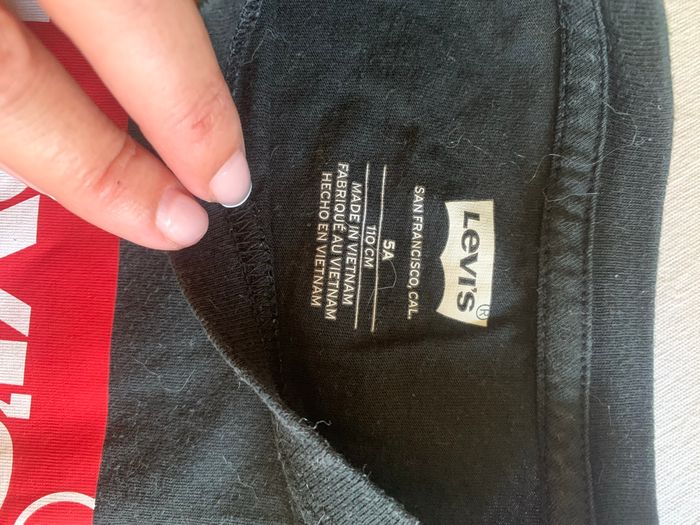 Levi's®
SAN FRANCISCO, CAL.
5A
110 CM
MADE IN VIETNAM
FABRIQUÉ AU VIETNAM
HECHO EN VIETNAM